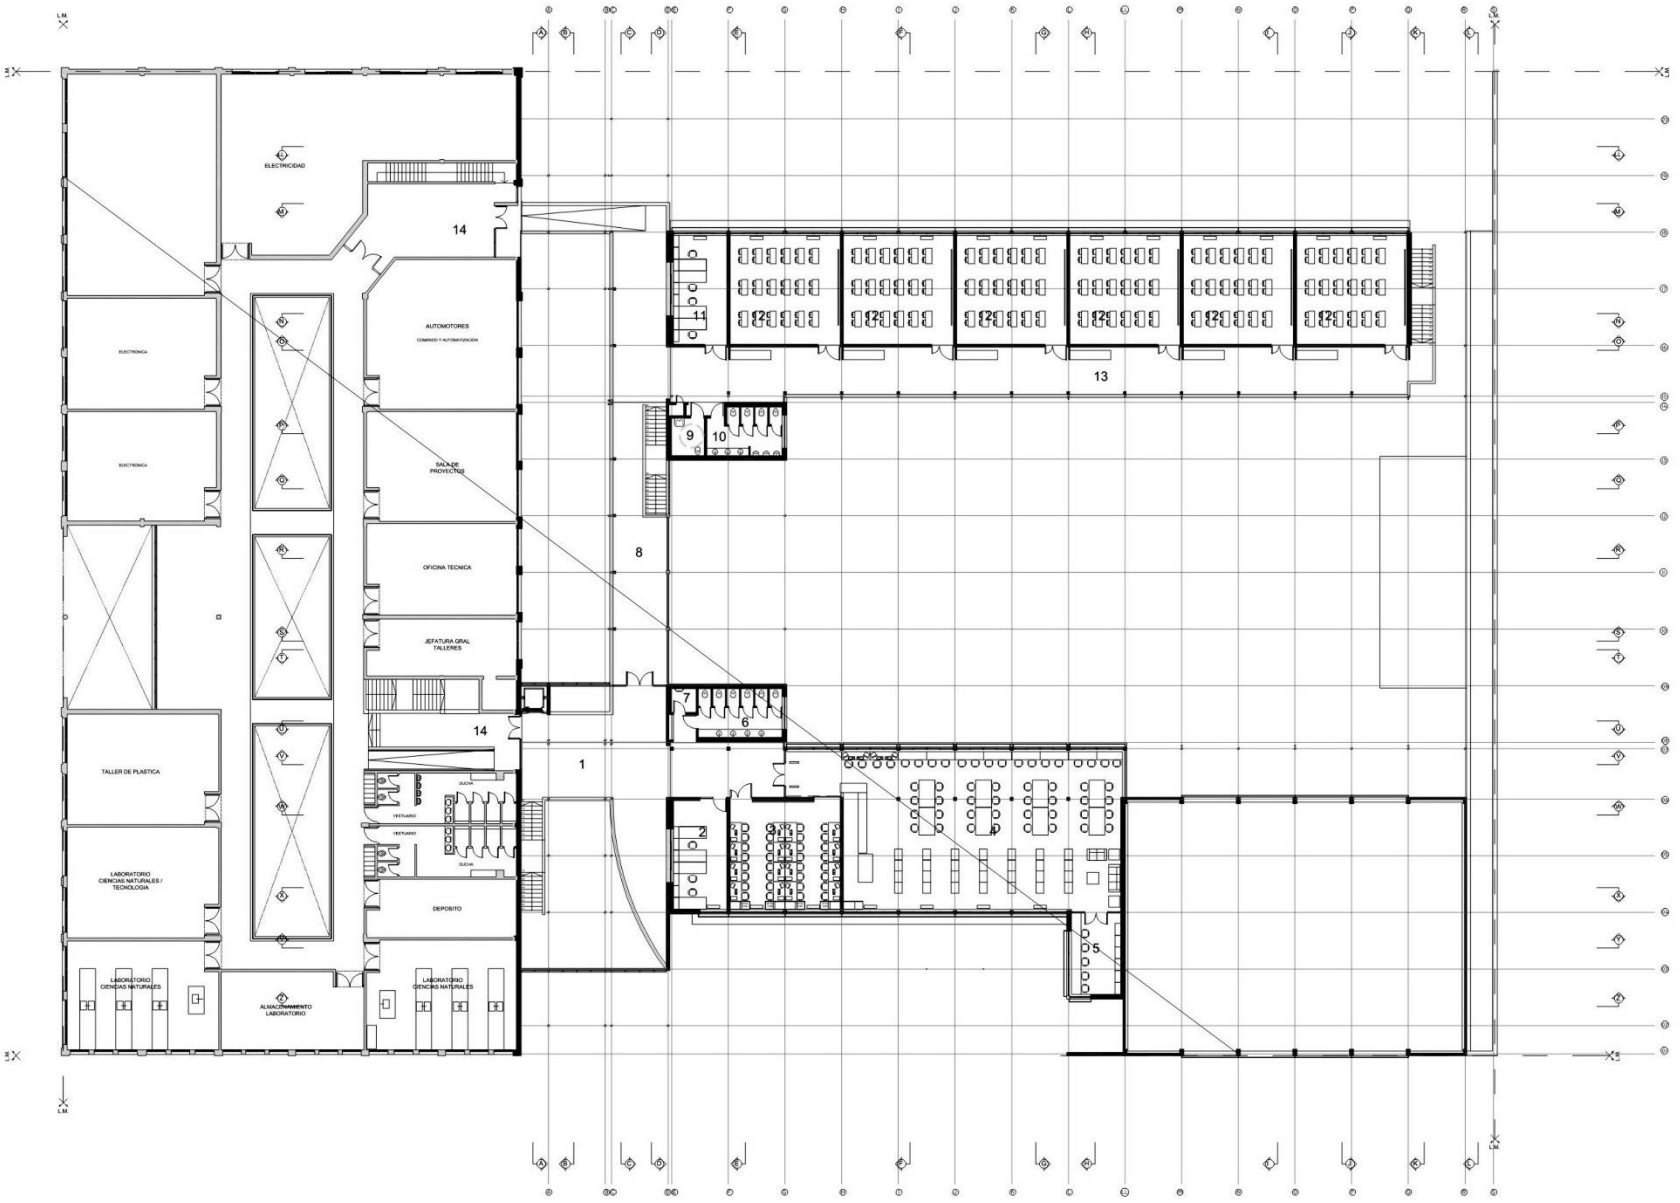 L.M.
L.M.
A
B
C
D
E
F
G
H
I
J
K
L
L.M.
L.M.
ELECTRICIDAD
M
M
14
N
11
12
12
12
12
12
12
N
AUTOMOTORES
O
COMANDO Y AUTOMATIZACION
O
ELECTRONICA
13
P
9
10
P
ELECTRONICA
SALA DE
PROYECTOS
Q
Q
R
8
R
OFICINA TECNICA
S
JEFATURA GRAL
TALLERES
S
T
T
7
6
U
14
U
V
1
V
TALLER DE PLASTICA
DUCHA
W
VESTUARIO
W
2
3
4
VESTUARIO
DUCHA
LABORATORIO
CIENCIAS NATURALES /
TECNOLOGIA
X
X
DEPOSITO
Y
5
LABORATORIO
CIENCIAS NATURALES
LABORATORIO
CIENCIAS NATURALES
Z
ALMACENAMIENTO
LABORATORIO
Z
L.M.
L.M.
L.M.
L.M.
A
B
C
D
E
F
G
H
I
J
K
L